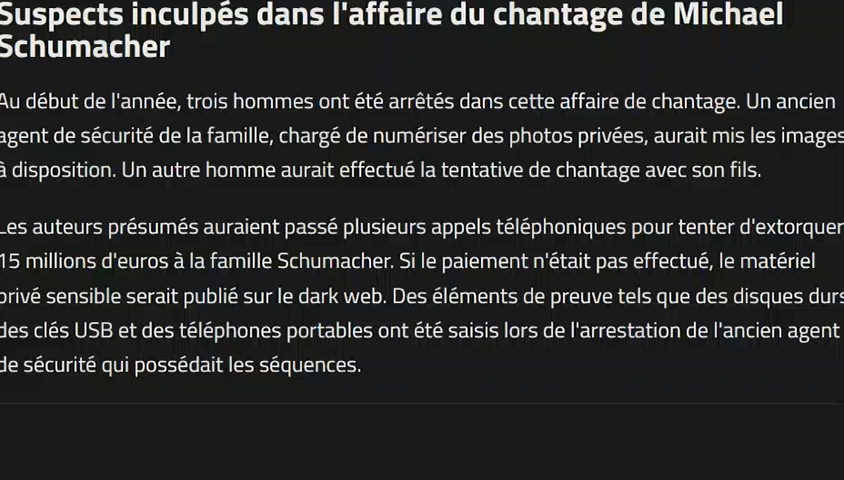 Suspects inculpés dans l'affaire du chantage de Michael
Schumacher
Au début de l'année, trois hommes ont été arrêtés dans cette affaire de chantage. Un ancien
agent de sécurité de la famille, chargé de numériser des photos privées, aurait mis les images
à disposition. Un autre homme aurait effectué la tentative de chantage avec son fils.
Les auteurs présumés auraient passé plusieurs appels téléphoniques pour tenter d'extorquer
15 millions d'euros à la famille Schumacher. Si le paiement n'était pas effectué, le matériel
privé sensible serait publié sur le dark web. Des éléments de preuve tels que des disques durs
des clés USB et des téléphones portables ont été saisis lors de l'arrestation de l'ancien agent
de sécurité qui possédait les séquences.